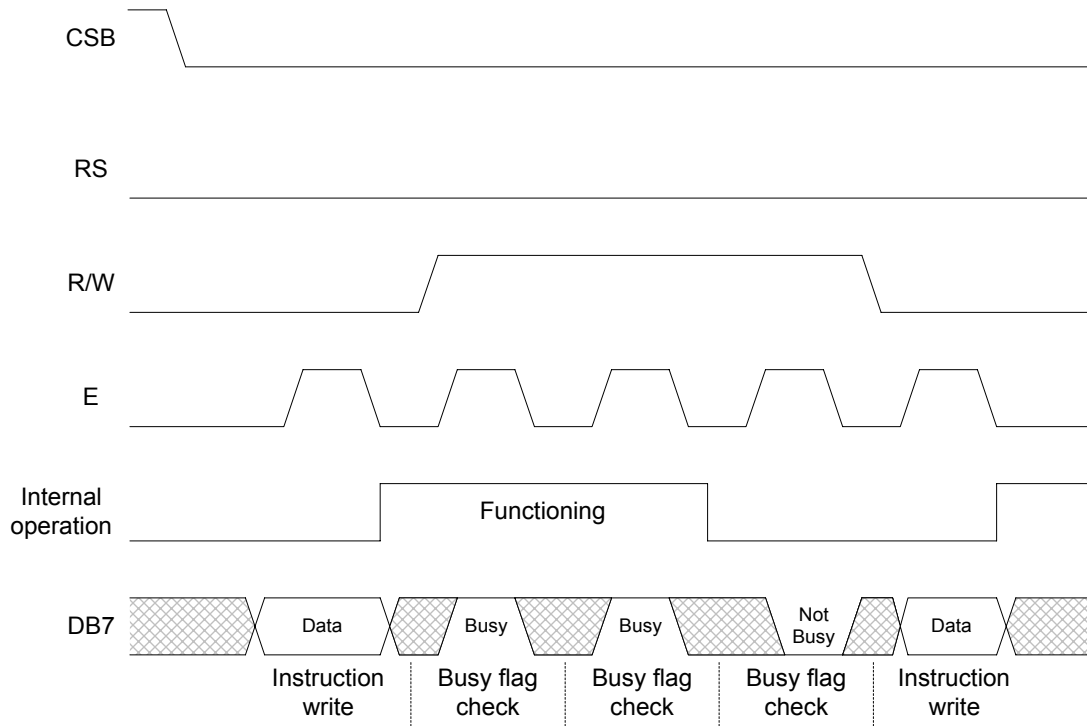 CSB
RS
R/W
E
Internal
operation
Functioning
DB7
Data
Busy
Busy
Not
Busy
Data
Instruction
write
Busy flag
check
Busy flag
check
Busy flag
check
Instruction
write